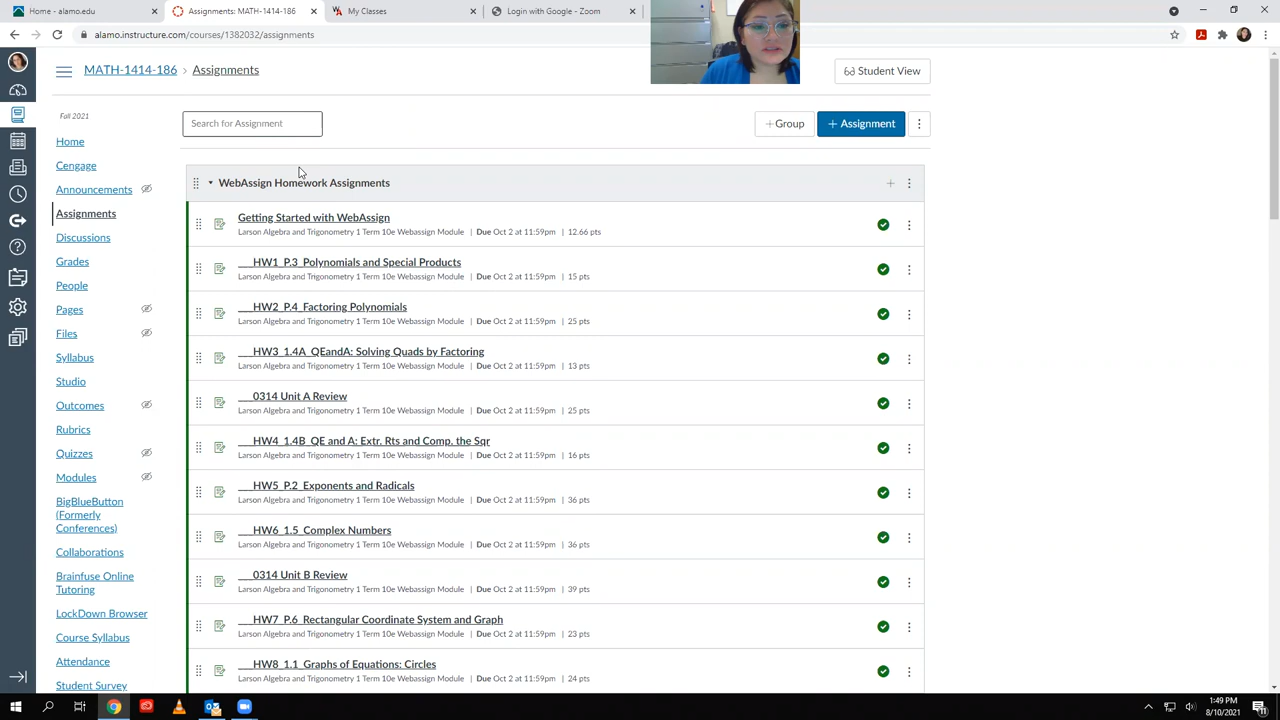 Home - alamo.edu
Assignments: MATH-1414-186
My Classes
Login with Google - Zoom
alamo.instructure.com/courses/1382032/assignments
MATH-1414-186 > Assignments
Student View
Fall 2021
Home
Cengage
Announcements
Assignments
Discussions
Grades
People
Pages
Files
Syllabus
Studio
Outcomes
Rubrics
Quizzes
Modules
BigBlueButton
(Formerly
Conferences)
Collaborations
Brainfuse Online
Tutoring
LockDown Browser
Course Syllabus
Attendance
Student Survey
Search for Assignment
+Group
+ Assignment
WebAssign Homework Assignments
Getting Started with WebAssign
Larson Algebra and Trigonometry 1 Term 10e Webassign Module | Due Oct 2 at 11:59pm | 12.66 pts
___HW1_P.3_Polynomials and Special Products
Larson Algebra and Trigonometry 1 Term 10e Webassign Module | Due Oct 2 at 11:59pm | 15 pts
___HW2_P.4_Factoring Polynomials
Larson Algebra and Trigonometry 1 Term 10e Webassign Module | Due Oct 2 at 11:59pm | 25 pts
___HW3_1.4A_QEandA: Solving Quads by Factoring
Larson Algebra and Trigonometry 1 Term 10e Webassign Module | Due Oct 2 at 11:59pm | 13 pts
___0314 Unit A Review
Larson Algebra and Trigonometry 1 Term 10e Webassign Module | Due Oct 2 at 11:59pm | 25 pts
___HW4_1.4B_QE and A: Extr. Rts and Comp. the Sqr
Larson Algebra and Trigonometry 1 Term 10e Webassign Module | Due Oct 2 at 11:59pm | 16 pts
___HW5_P.2_Exponents and Radicals
Larson Algebra and Trigonometry 1 Term 10e Webassign Module | Due Oct 2 at 11:59pm | 36 pts
___HW6_1.5_Complex Numbers
Larson Algebra and Trigonometry 1 Term 10e Webassign Module | Due Oct 2 at 11:59pm | 36 pts
___0314 Unit B Review
Larson Algebra and Trigonometry 1 Term 10e Webassign Module | Due Oct 2 at 11:59pm | 39 pts
___HW7_P.6_Rectangular Coordinate System and Graph
Larson Algebra and Trigonometry 1 Term 10e Webassign Module | Due Oct 2 at 11:59pm | 23 pts
___HW8_1.1_Graphs of Equations: Circles
Larson Algebra and Trigonometry 1 Term 10e Webassign Module | Due Oct 2 at 11:59pm | 24 pts
1:49 PM
8/10/2021